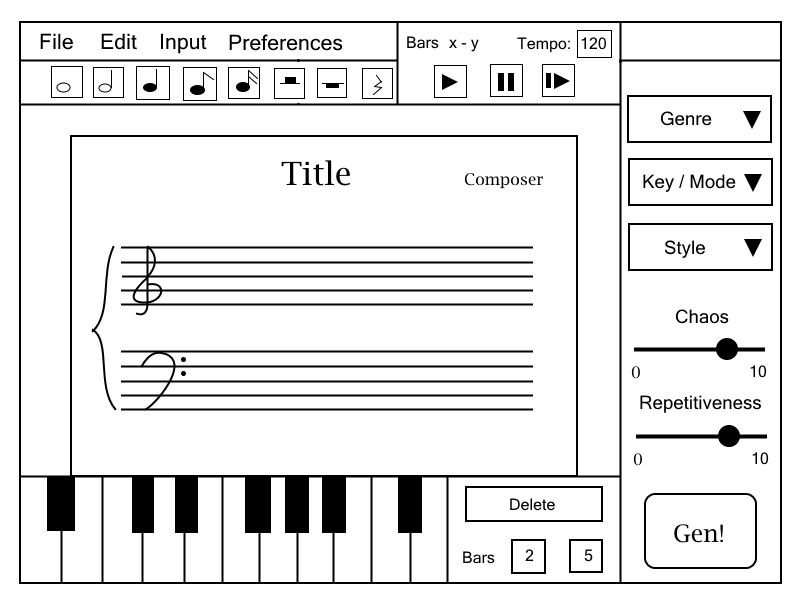 File Edit Input Preferences
Bars x - y Tempo: 120
Genre
Key / Mode
Style
Chaos
0 10
Repetitiveness
0 10
Gen!
Title
Composer
Delete
Bars 2 5